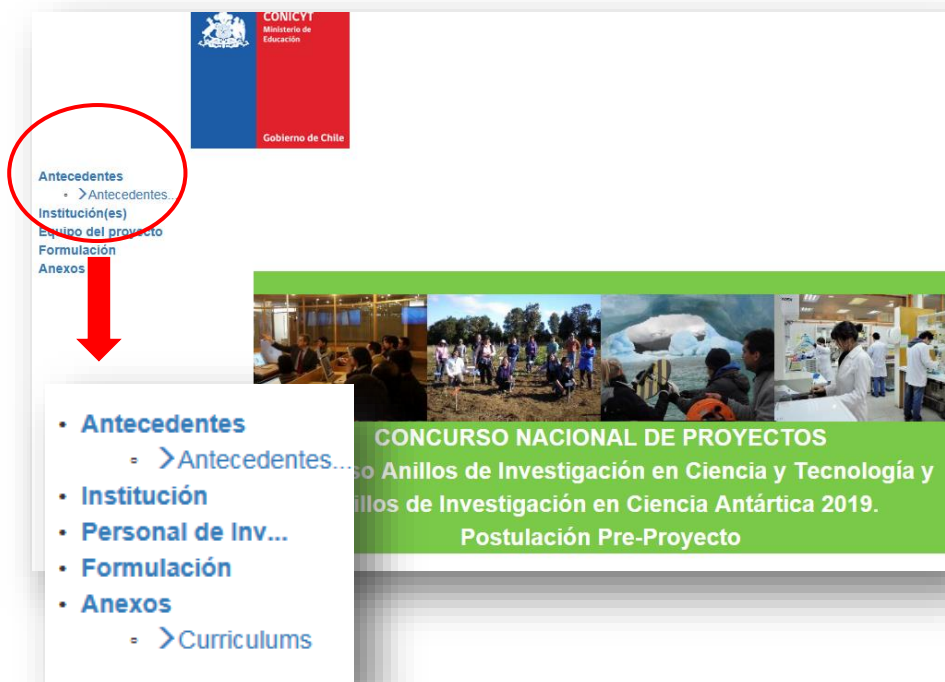 CONICYT
Ministerio de
Educación
Gobierno de Chile
Antecedentes
>Antecedentes...
Institución(es)
Equipo del proyecto
Formulación
Anexos
CONCURSO NACIONAL DE PROYECTOS
Anillos de Investigación en Ciencia y Tecnología y
de Investigación en Ciencia Antártica 2019.
Postulación Pre-Proyecto
• Antecedentes
▫ >Antecedentes...
• Institución
• Personal de Inv...
• Formulación
• Anexos
▫ >Curriculums